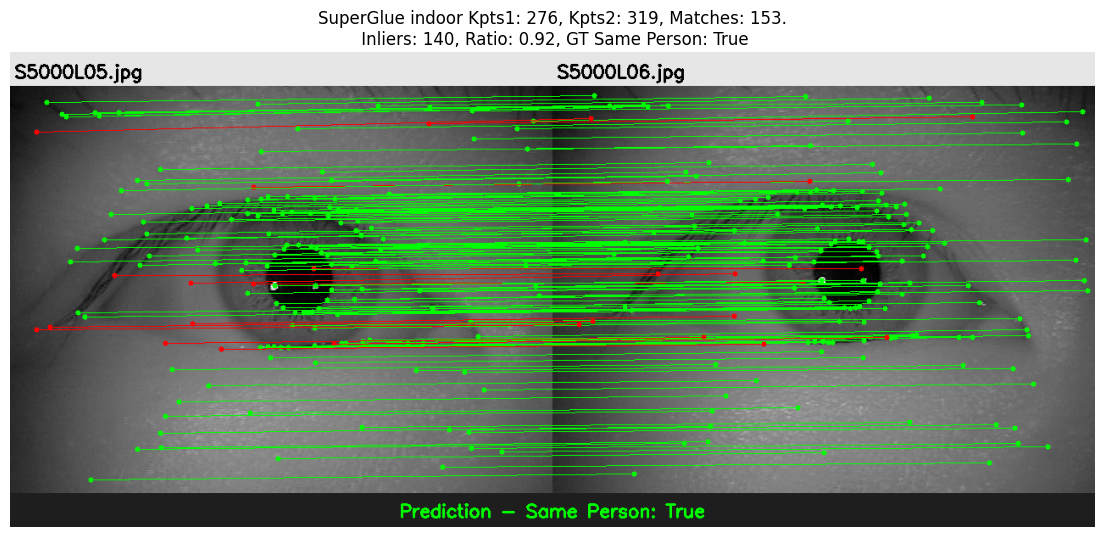 SuperGlue indoor Kpts1: 276, Kpts2: 319, Matches: 153.
Inliers: 140, Ratio: 0.92, GT Same Person: True
S5000L05.jpg
S5000L06.jpg
Prediction - Same Person: True